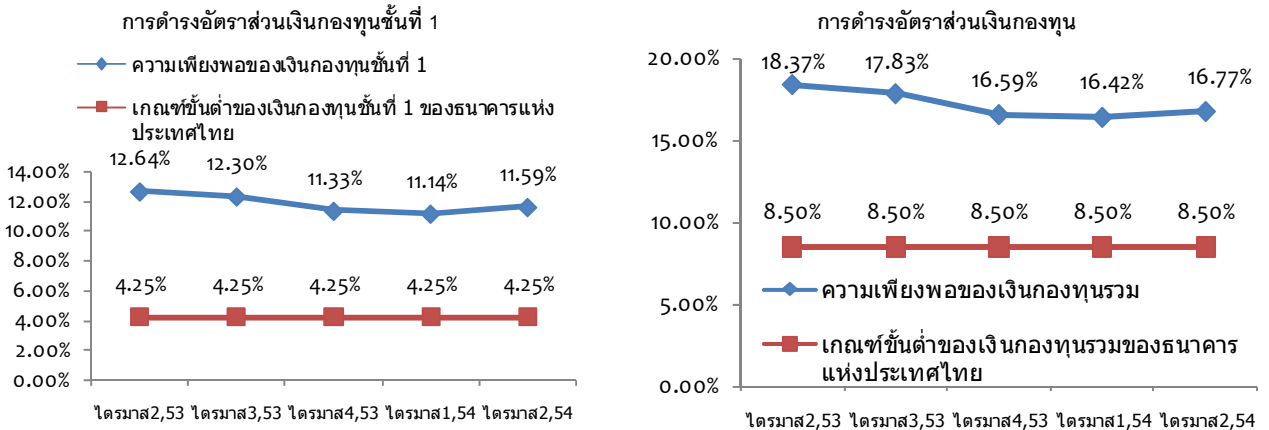 การดำรงอัตราส่วนเงินกองทุนชั้นที่ 1
ความเพียงพอของเงินกองทุนชั้นที่ 1
เกณฑ์ขั้นต่ำของเงินกองทุนชั้นที่ 1 ของธนาคารแห่ง
ประเทศไทย
12.64% 12.30% 11.33% 11.14% 11.59%
14.00%
12.00%
10.00%
8.00%
4.25% 4.25% 4.25% 4.25% 4.25%
6.00%
4.00%
2.00%
0.00%
ไตรมาส2,53 ไตรมาส3,53 ไตรมาส4,53 ไตรมาส1,54 ไตรมาส2,54
การดำรงอัตราส่วนเงินกองทุน
20.00%
18.37% 17.83% 16.59% 16.42% 16.77%
15.00%
10.00%
8.50% 8.50% 8.50% 8.50% 8.50%
ความเพียงพอของเงินกองทุนรวม
5.00%
เกณฑ์ขั้นต่ำของเงินกองทุนรวมของธนาคาร
แห่งประเทศไทย
0.00%
ไตรมาส2,53 ไตรมาส3,53 ไตรมาส4,53 ไตรมาส1,54 ไตรมาส2,54